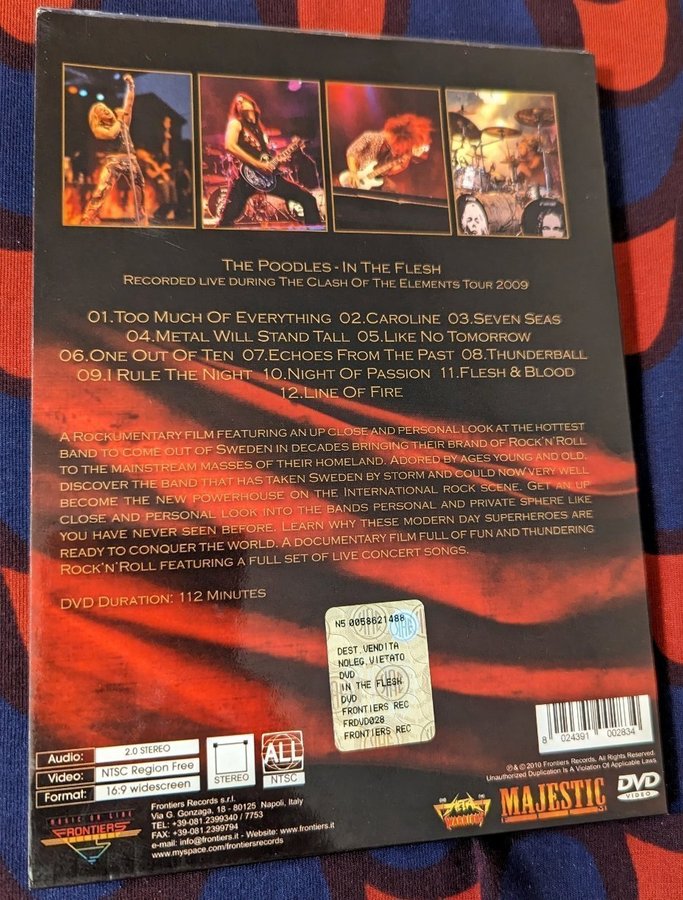 THE POODLES - IN THE FLESH
RECORDED LIVE DURING THE CLASH OF THE ELEMENTS TOUR 2009
01.TOO MUCH OF EVERYTHING 02.CAROLINE 03.SEVEN SEAS
04.METAL WILL STAND TALL 05.LIKE NO TOMORROW
06.ONE OUT OF TEN 07.ECHOES FROM THE PAST 08.THUNDERBALL
09.I RULE THE NIGHT 10.NIGHT OF PASSION 11.FLESH & BLOOD
12.LINE OF FIRE
A ROCKUMENTARY FILM FEATURING AN UP CLOSE AND PERSONAL LOOK AT THE HOTTEST
BAND TO COME OUT OF SWEDEN IN DECADES BRINGING THEIR BRAND OF ROCK'N'ROLL
TO THE MAINSTREAM MASSES OF THEIR HOMELAND. ADORED BY AGES YOUNG AND OLD,
DISCOVER THE BAND THAT HAS TAKEN SWEDEN BY STORM AND COULD NOW VERY WELL
BECOME THE NEW POWERHOUSE ON THE INTERNATIONAL ROCK SCENE. GET AN UP
CLOSE AND PERSONAL LOOK INTO THE BANDS PERSONAL AND PRIVATE SPHERE LIKE
YOU HAVE NEVER SEEN BEFORE. LEARN WHY THESE MODERN DAY SUPERHEROES ARE
READY TO CONQUER THE WORLD. A DOCUMENTARY FILM FULL OF FUN AND THUNDERING
ROCK'N'ROLL FEATURING A FULL SET OF LIVE CONCERT SONGS.
DVD DURATION: 112 MINUTES
N5 0058621488
DEST.VENDITA
NOLEG.VIETATO
DVD
IN THE FLESH
DVD
FRONTIERS REC
FRDVD028
FRONTIERS REC
8 024391 002834
Audio: 2.0 STEREO
Video: NTSC Region Free
Format: 16:9 widescreen
STEREO
ALL
NTSC
℗ & © 2010 Frontiers Records. All Rights Reserved.
Unauthorized Duplication Is A Violation Of Applicable Laws.
MUSIC ON LINE
FRONTIERS
RECORDS
Frontiers Records s.r.l.
Via G. Gonzaga, 18 - 80125 Napoli, Italy
TEL: +39-081.2399340 / 7753
FAX: +39-081.2399794
e-mail: info@frontiers.it - Website: www.frontiers.it
www.myspace.com/frontiersrecords
METAL
WARRIORS
MAJESTIC
DVD
VIDEO